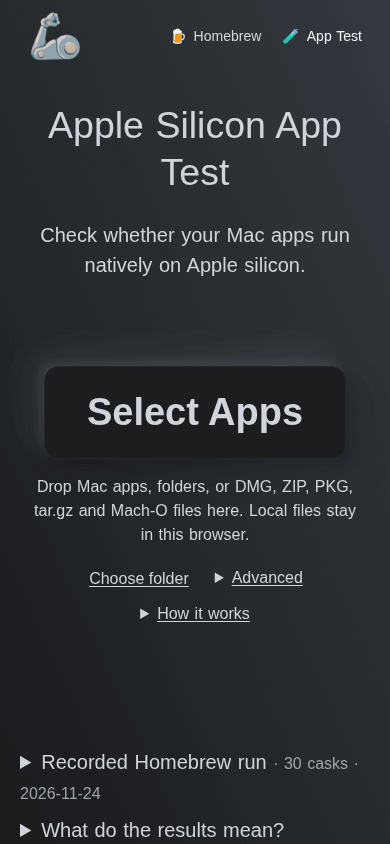 🍺 Homebrew 🧪 App Test
Apple Silicon App
Test
Check whether your Mac apps run
natively on Apple silicon.
Select Apps
Drop Mac apps, folders, or DMG, ZIP, PKG,
tar.gz and Mach-O files here. Local files stay
in this browser.
Choose folder ▶ Advanced
▶ How it works
▶ Recorded Homebrew run · 30 casks ·
2026-11-24
▶ What do the results mean?